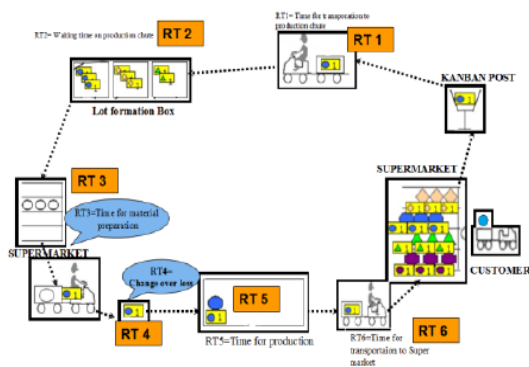 RT1= Time for transporation to
production chute
RT 1
RT2= Waiting time on production chute
RT 2
KANBAN POST
Lot formation Box
SUPERMARKET
RT 3
RT3=Time for material
preparation
SUPERMARKET
CUSTOMER
RT4=
Change over loss
RT 5
RT 4
RT5=Time for production
RT6=Time for
transportaion to Super
market
RT 6